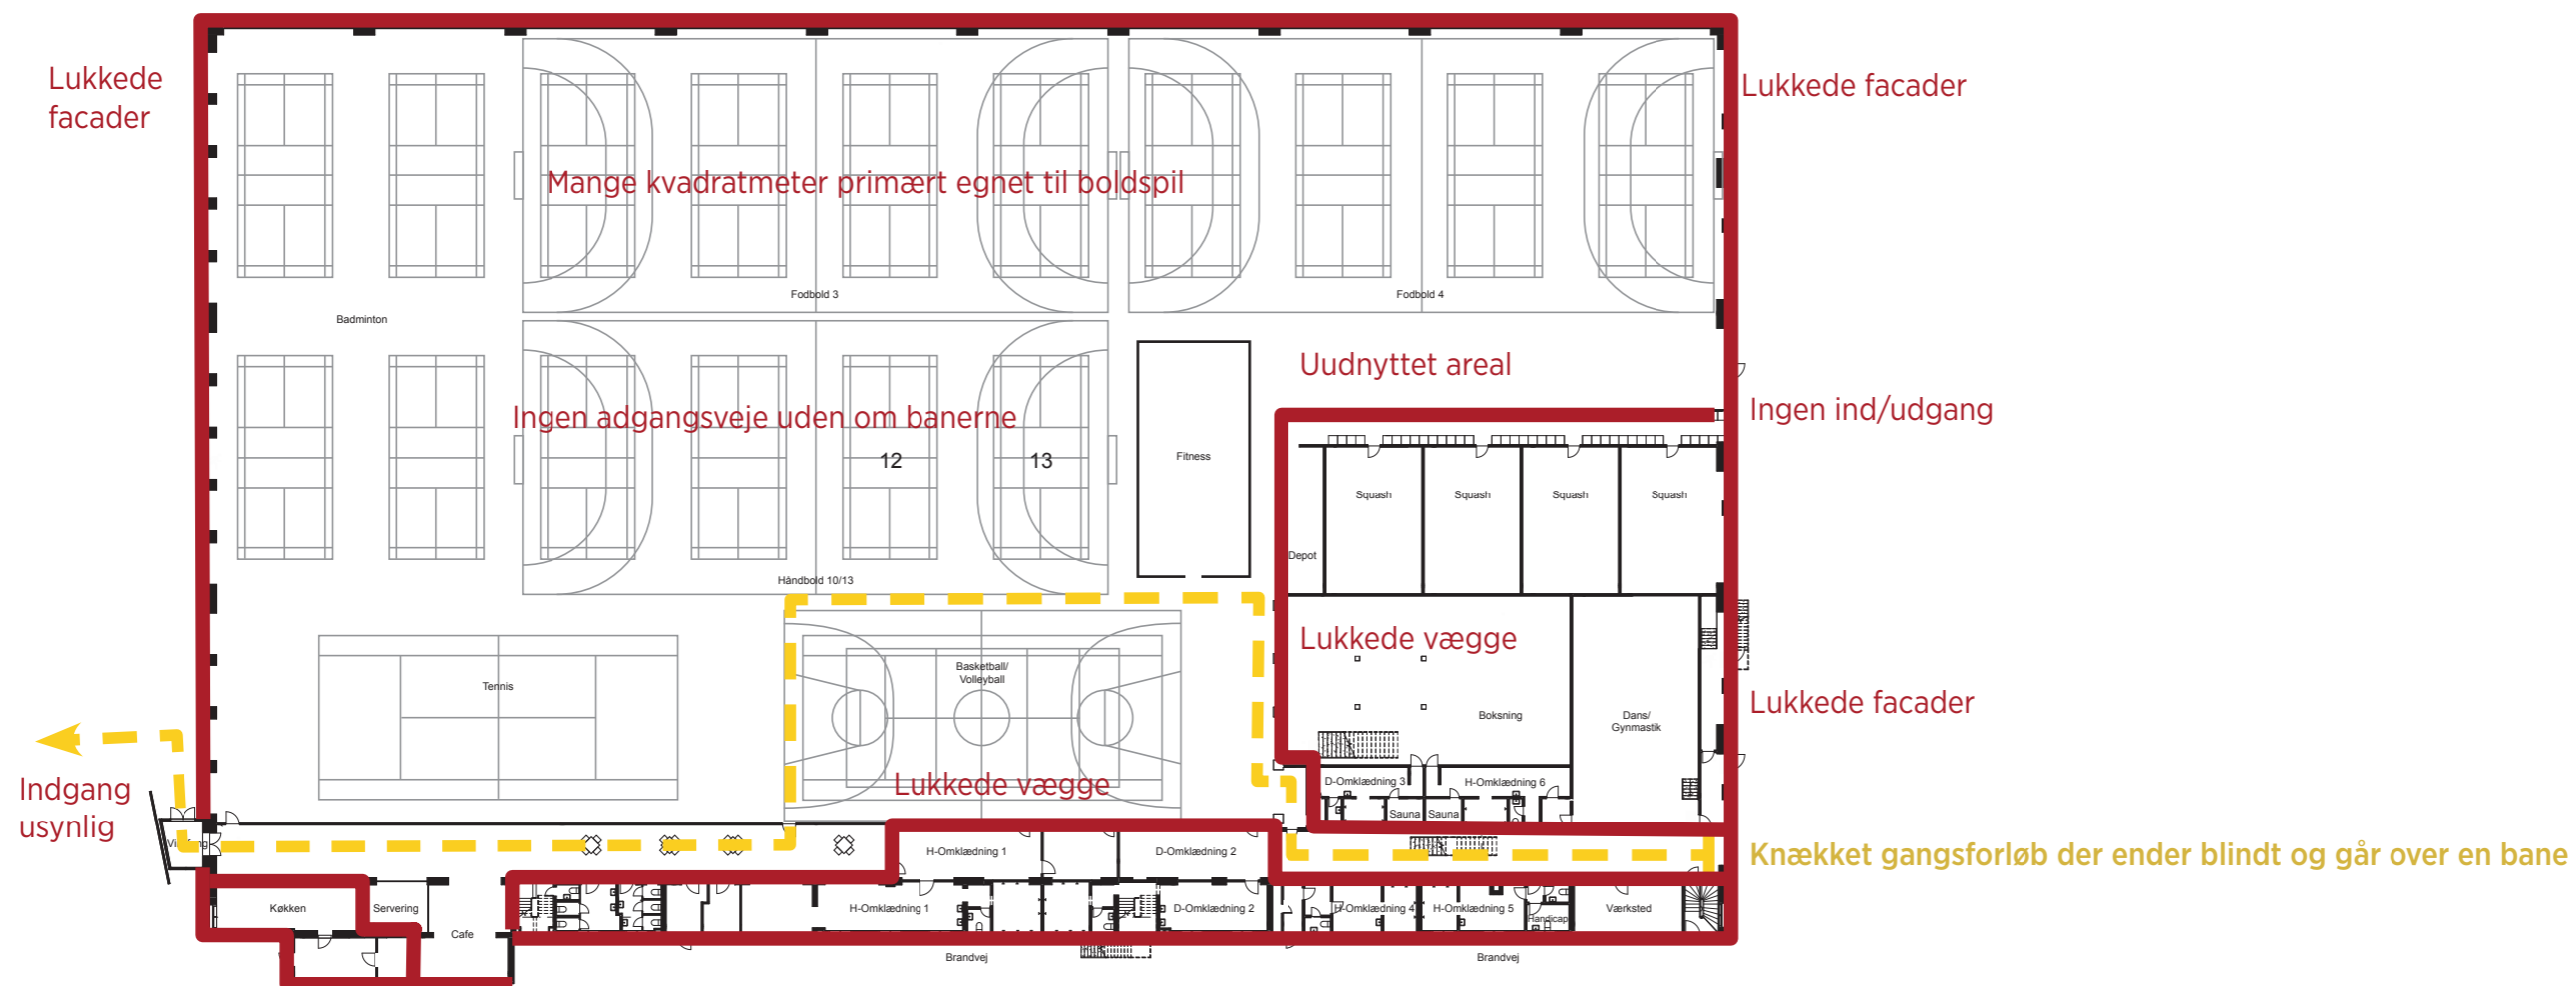 Lukkede
facader
Lukkede facader
Mange kvadratmeter primært egnet til boldspil
Fodbold 3
Fodbold 4
Badminton
Uudnyttet areal
Ingen adgangsveje uden om banerne
Ingen ind/udgang
12
13
Fitness
Squash
Squash
Squash
Squash
Depot
Håndbold 10/13
Lukkede vægge
Basketball/
Volleyball
Tennis
Boksning
Dans/
Gynmastik
Lukkede facader
Indgang
usynlig
Lukkede vægge
D-Omklædning 3
H-Omklædning 6
Sauna
Sauna
H-Omklædning 1
D-Omklædning 2
Knækket gangsforløb der ender blindt og går over en bane
Køkken
Servering
H-Omklædning 1
D-Omklædning 2
H-Omklædning 4
H-Omklædning 5
Handicap
Værksted
Cafe
Brandvej
Brandvej